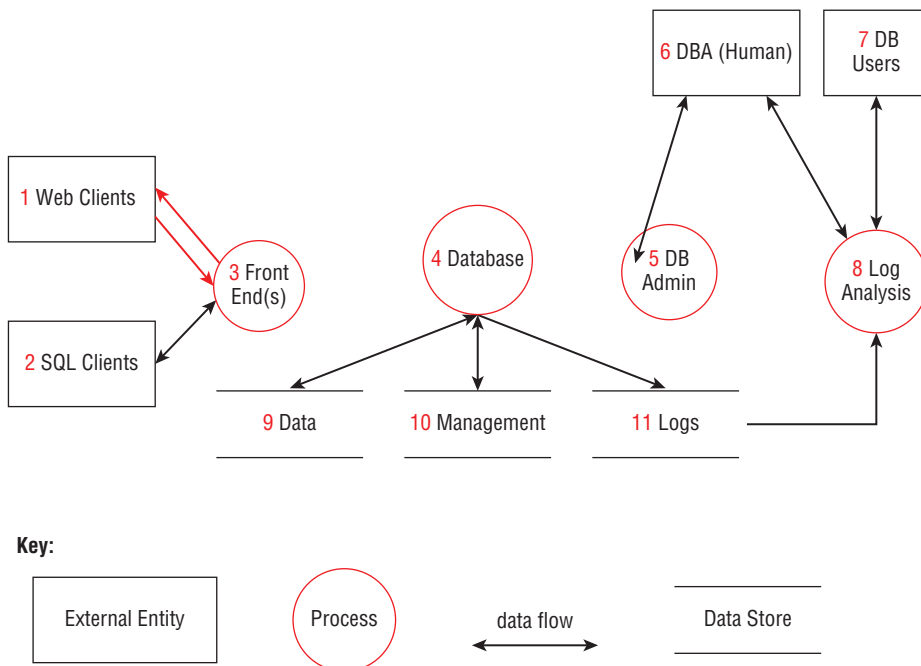 6 DBA (Human)
7 DB
Users
1 Web Clients
3 Front
End(s)
4 Database
5 DB
Admin
8 Log
Analysis
2 SQL Clients
9 Data
10 Management
11 Logs
Key:
External Entity
Process
data flow
Data Store